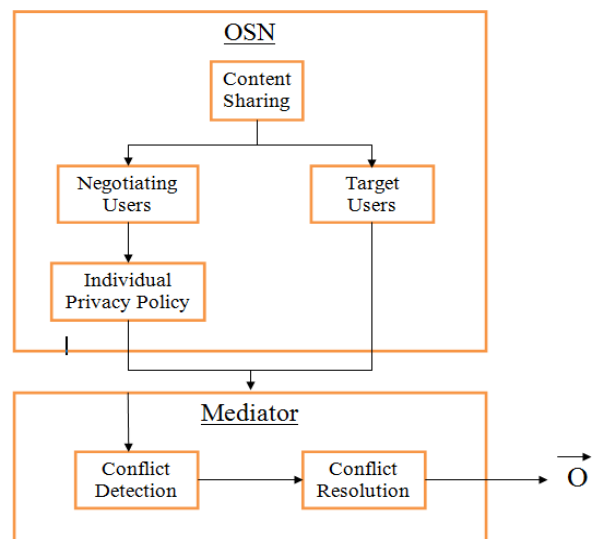 OSN
Content
Sharing
Negotiating
Users
Target
Users
Individual
Privacy Policy
Mediator
Conflict
Detection
Conflict
Resolution
O